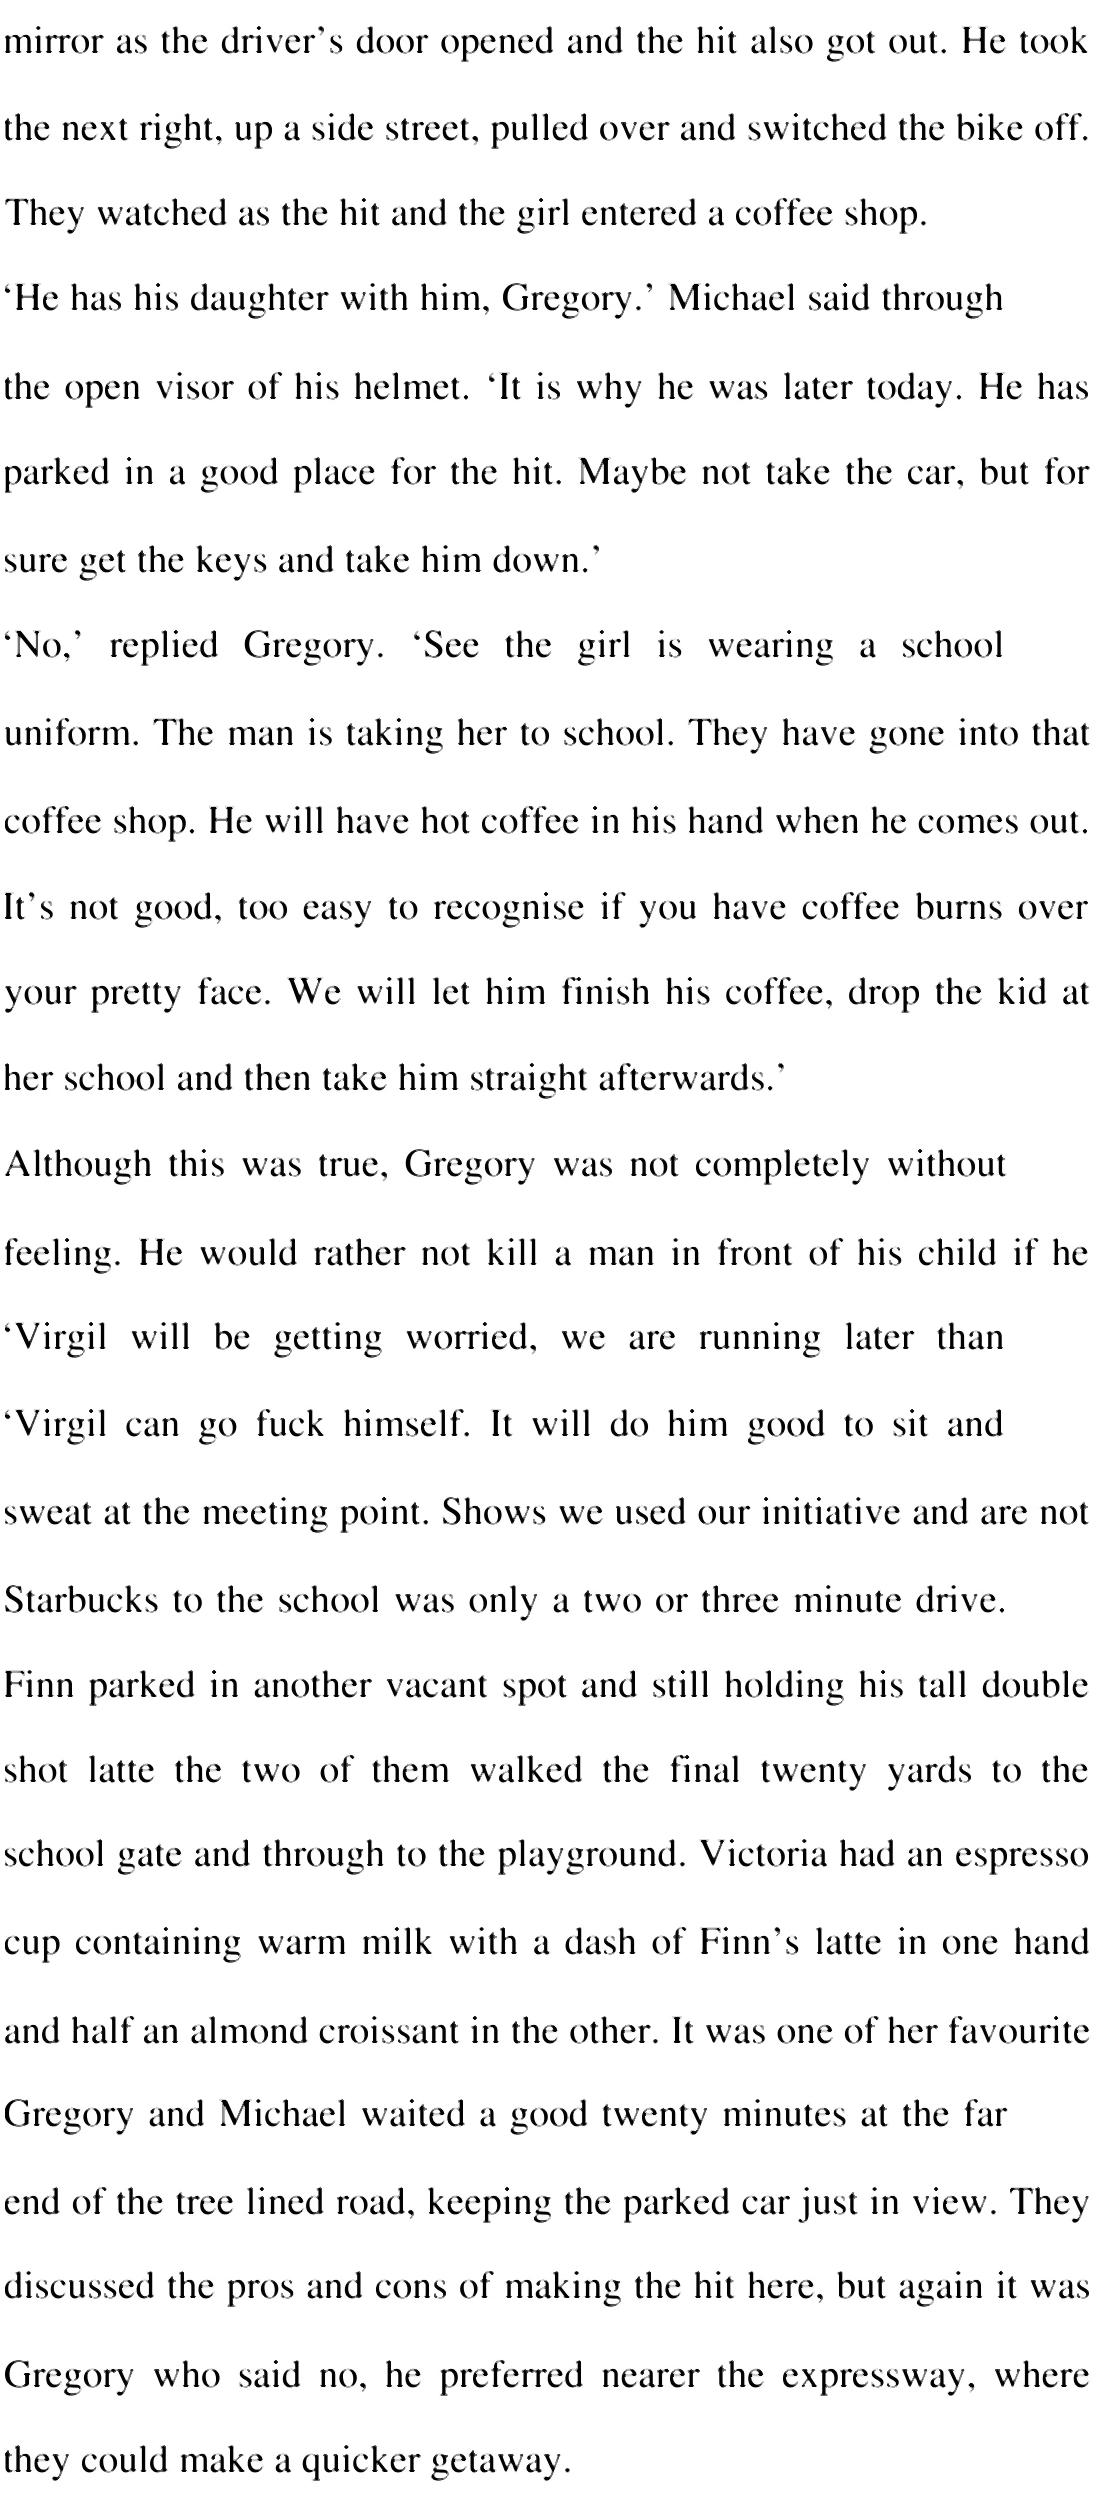 mirror as the driver’s door opened and the hit also got out. He took
the next right, up a side street, pulled over and switched the bike off.
They watched as the hit and the girl entered a coffee shop.
‘He has his daughter with him, Gregory.’ Michael said through
the open visor of his helmet. ‘It is why he was later today. He has
parked in a good place for the hit. Maybe not take the car, but for
sure get the keys and take him down.’
‘No,’ replied Gregory. ‘See the girl is wearing a school
uniform. The man is taking her to school. They have gone into that
coffee shop. He will have hot coffee in his hand when he comes out.
It’s not good, too easy to recognise if you have coffee burns over
your pretty face. We will let him finish his coffee, drop the kid at
her school and then take him straight afterwards.’
Although this was true, Gregory was not completely without
feeling. He would rather not kill a man in front of his child if he
‘Virgil will be getting worried, we are running later than
‘Virgil can go fuck himself. It will do him good to sit and
sweat at the meeting point. Shows we used our initiative and are not
Starbucks to the school was only a two or three minute drive.
Finn parked in another vacant spot and still holding his tall double
shot latte the two of them walked the final twenty yards to the
school gate and through to the playground. Victoria had an espresso
cup containing warm milk with a dash of Finn’s latte in one hand
and half an almond croissant in the other. It was one of her favourite
Gregory and Michael waited a good twenty minutes at the far
end of the tree lined road, keeping the parked car just in view. They
discussed the pros and cons of making the hit here, but again it was
Gregory who said no, he preferred nearer the expressway, where
they could make a quicker getaway.